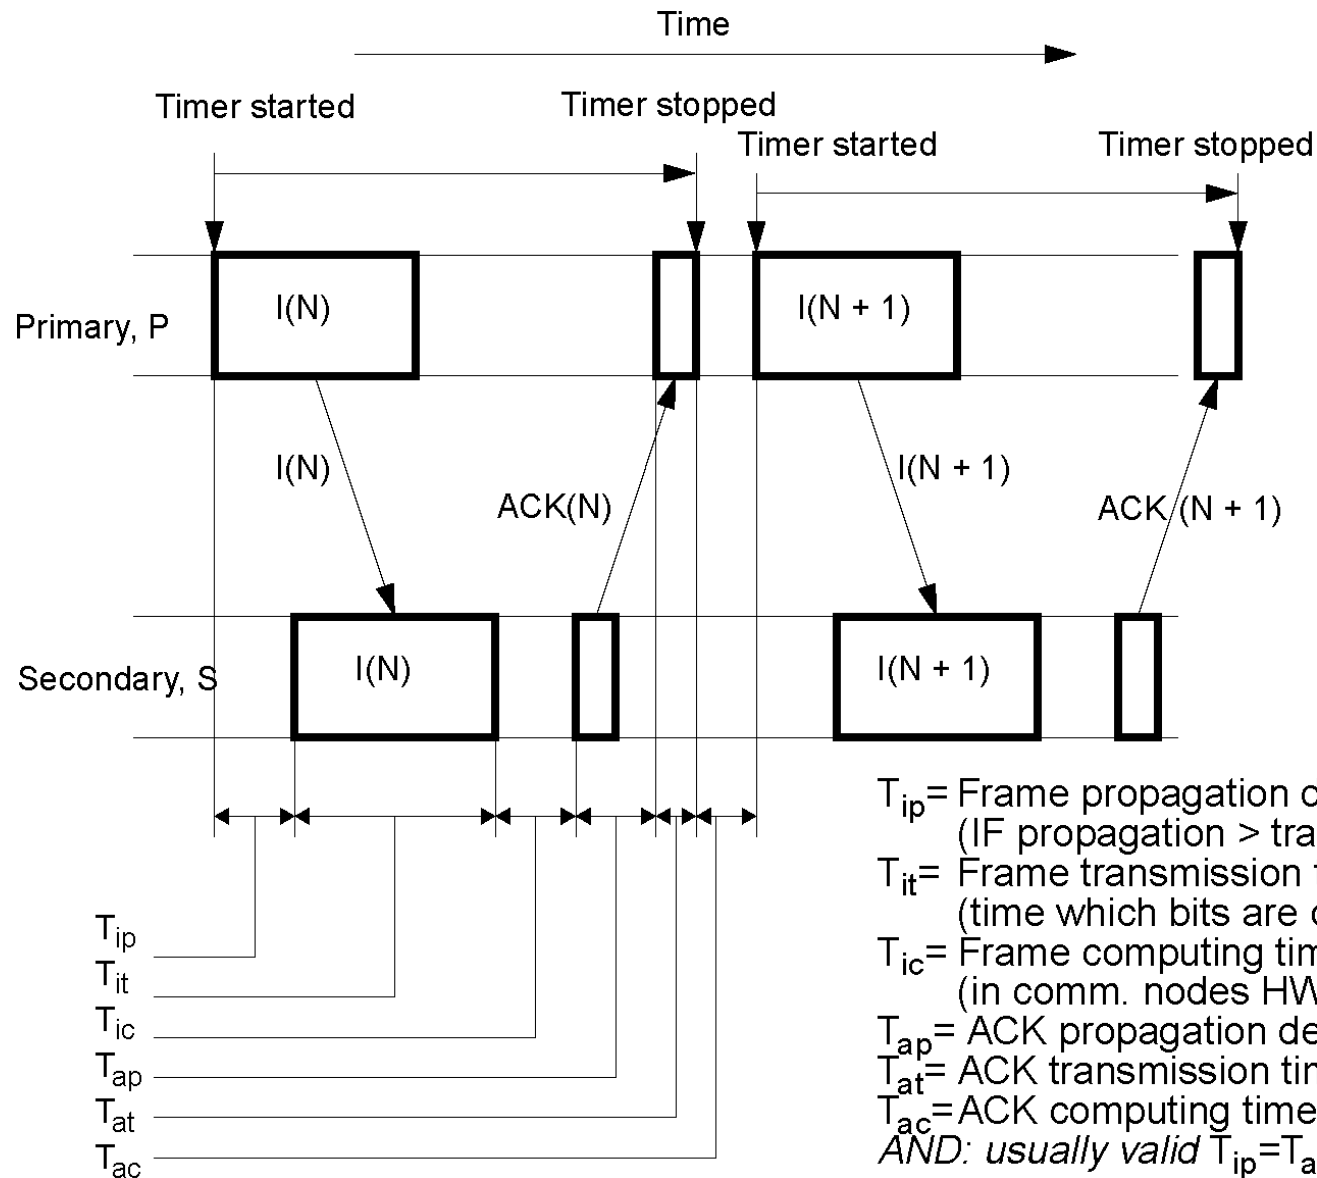 Time
Timer started
Timer stopped
Timer started
Timer stopped
I(N)
I(N + 1)
Primary, P
I(N)
I(N + 1)
ACK(N)
ACK (N + 1)
I(N)
I(N + 1)
Secondary, S
Tip= Frame propagation
(IF propagation >
Tit= Frame transmission
(time which bits are
Tip
Tic= Frame computing
(in comm. nodes
Tit
Tic
Tap= ACK propagation
Tap
Tat= ACK transmission
Tat
Tac=ACK computing time
AND: usually valid Tip=
Tac